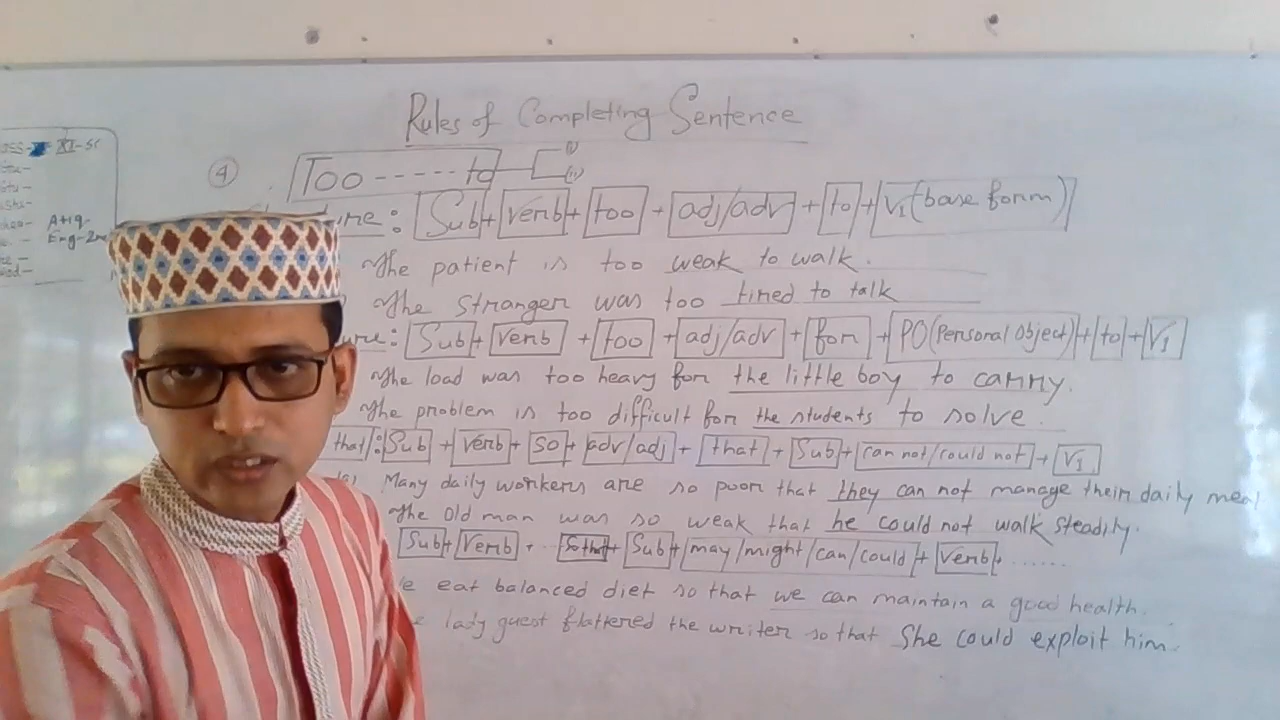 Rules of Completing Sentence
4 Too ----- to (i)
(ii)
: Sub + verb + too + adj/adv + to + V1 (base form)
The patient is too weak to walk.
The stranger was too tired to talk
: Sub + verb + too + adj/adv + for + PO (Personal Object) + to + V1
The load was too heavy for the little boy to carry.
The problem is too difficult for the students to solve.
that/: Sub + verb + so + adv/adj + that + Sub + can not/could not + V1
(a) Many daily workers are so poor that they can not manage their daily meal
The old man was so weak that he could not walk steadily.
Sub + Verb + ... so that + Sub + may/might/can/could + verb + ......
eat balanced diet so that we can maintain a good health.
lady guest flattered the writer so that She could exploit him.
XI-Sc
Atiq-